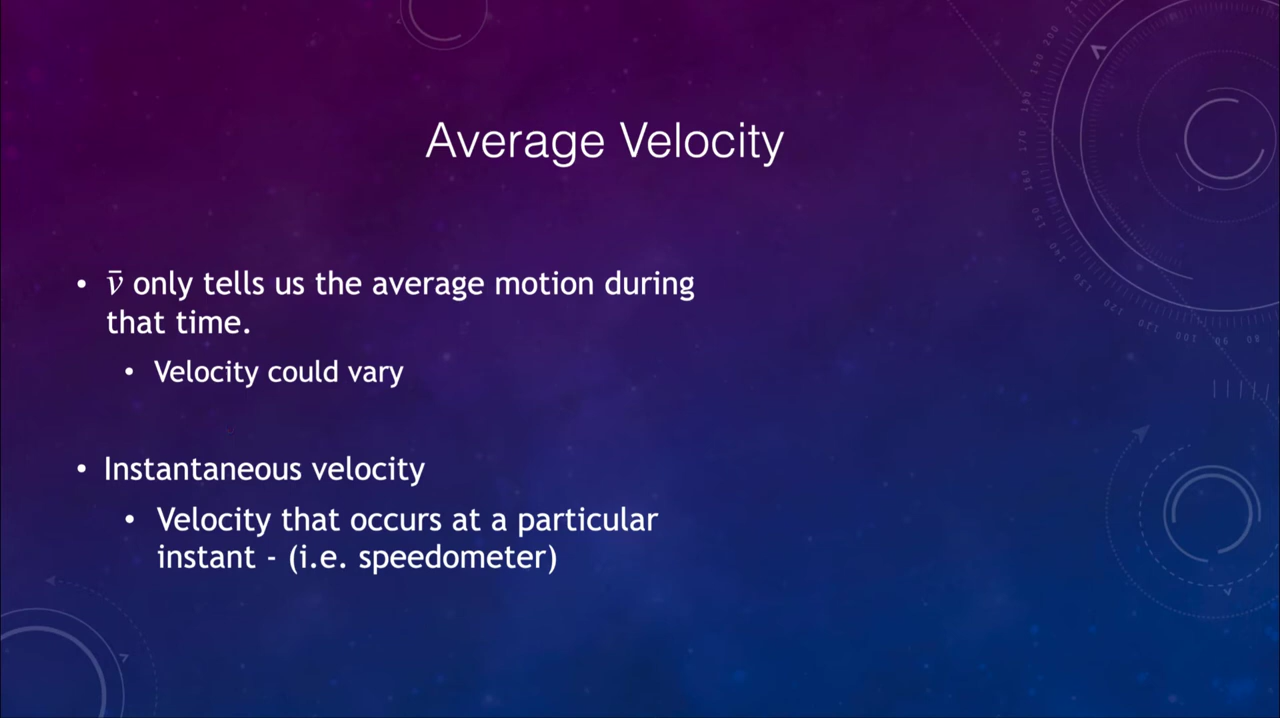 Average Velocity
• v̄ only tells us the average motion during
that time.
• Velocity could vary
• Instantaneous velocity
• Velocity that occurs at a particular
instant - (i.e. speedometer)